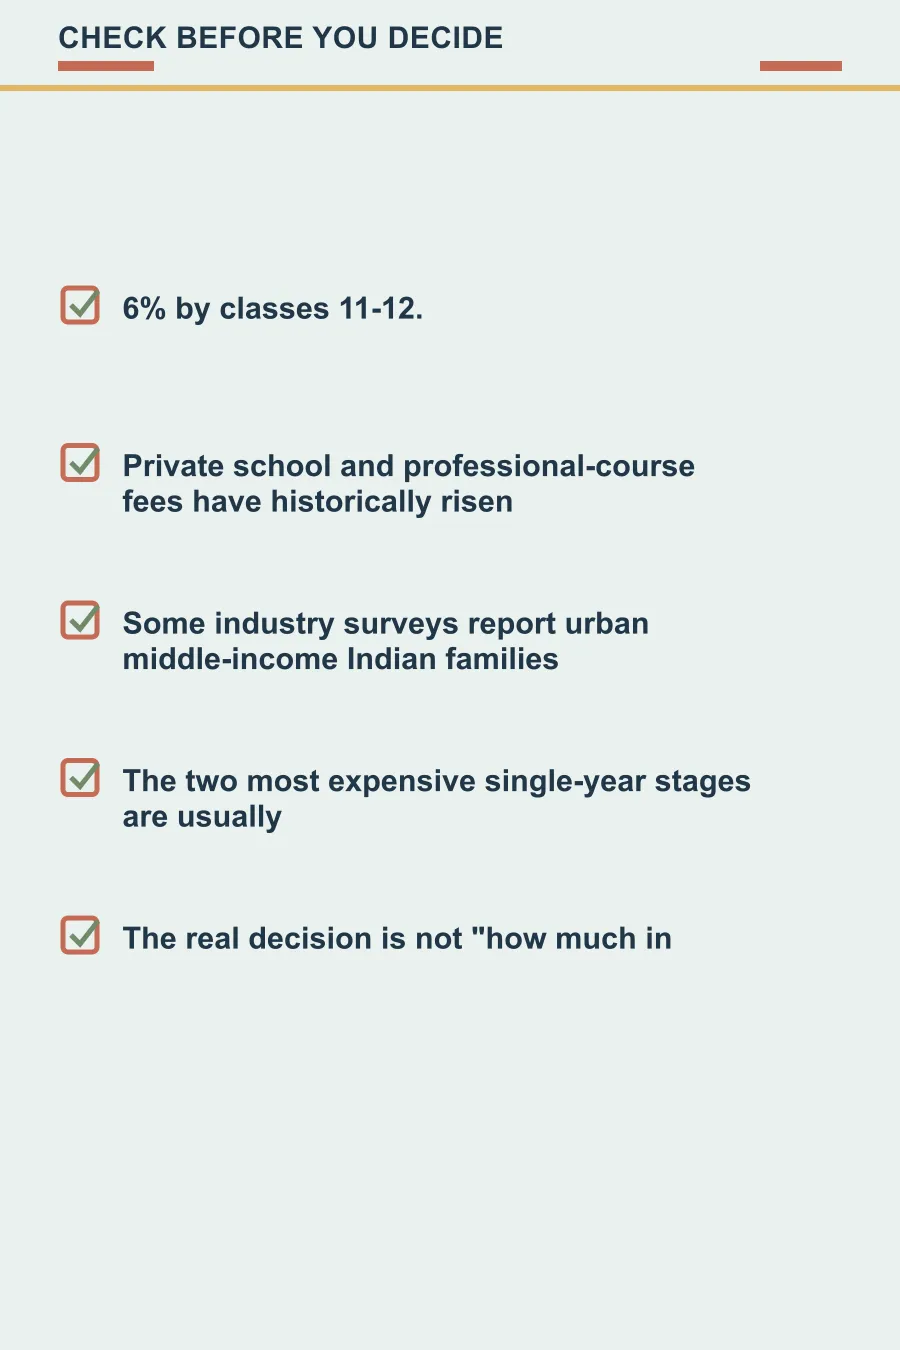 CHECK BEFORE YOU DECIDE
6% by classes 11-12.
Private school and professional-course
fees have historically risen
Some industry surveys report urban
middle-income Indian families
The two most expensive single-year stages
are usually
The real decision is not "how much in